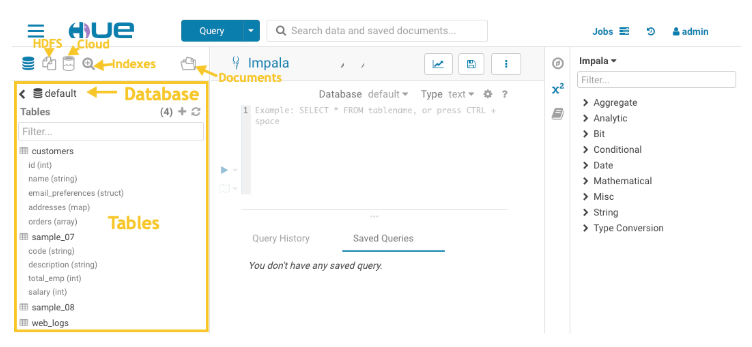 HUE
Query
Search data and saved documents...
Jobs
admin
HDFS
Cloud
Indexes
Documents
Impala
default
Database
Tables (4)
Filter...
customers
id (int)
name (string)
email_preferences (struct)
addresses (map)
orders (array)
Tables
sample_07
code (string)
description (string)
total_emp (int)
salary (int)
sample_08
web_logs
Database default Type text ?
1 Example: SELECT * FROM tablename, or press CTRL +
space
Query History Saved Queries
You don't have any saved query.
x²
Impala
Filter...
Aggregate
Analytic
Bit
Conditional
Date
Mathematical
Misc
String
Type Conversion